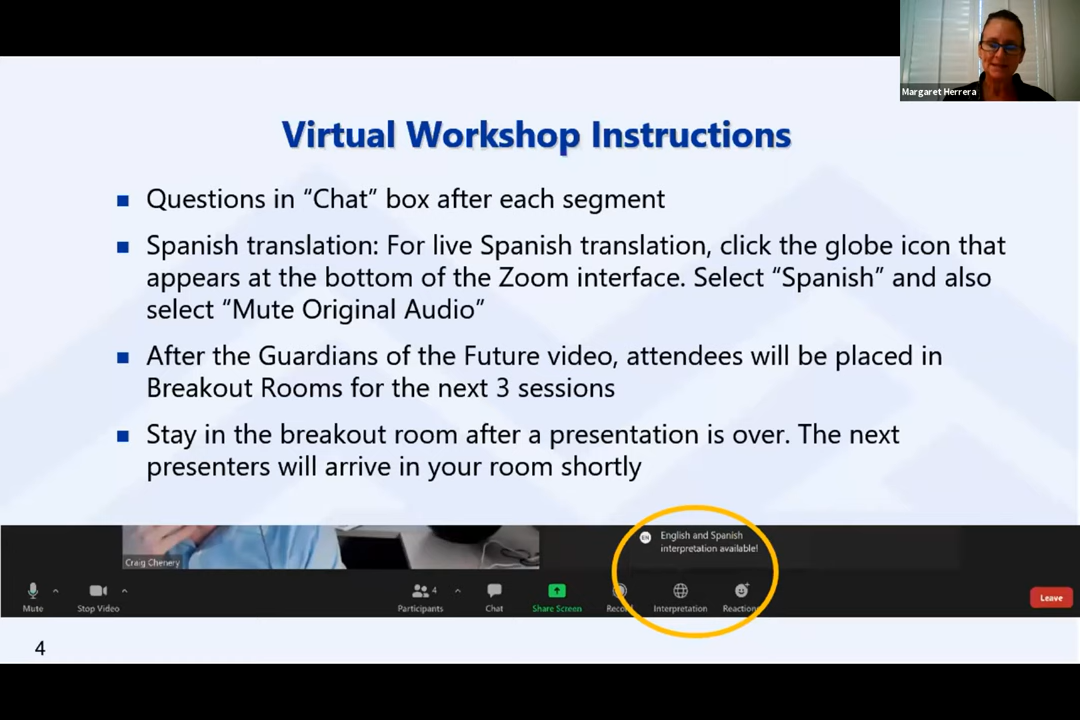 Margaret Herrera
Virtual Workshop Instructions
Questions in “Chat” box after each segment
Spanish translation: For live Spanish translation, click the globe icon that
appears at the bottom of the Zoom interface. Select “Spanish” and also
select “Mute Original Audio”
After the Guardians of the Future video, attendees will be placed in
Breakout Rooms for the next 3 sessions
Stay in the breakout room after a presentation is over. The next
presenters will arrive in your room shortly
EN English and Spanish
interpretation available!
Craig Chenery
4
Mute Stop Video Participants Chat Share Screen Record Interpretation Reactions Leave
4